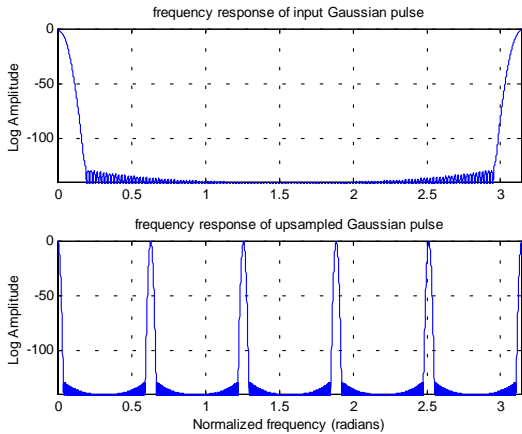 frequency response of input Gaussian pulse
0
-50
-100
Log Amplitude
0 0.5 1 1.5 2 2.5 3
frequency response of upsampled Gaussian pulse
0
-50
-100
Log Amplitude
0 0.5 1 1.5 2 2.5 3
Normalized frequency (radians)